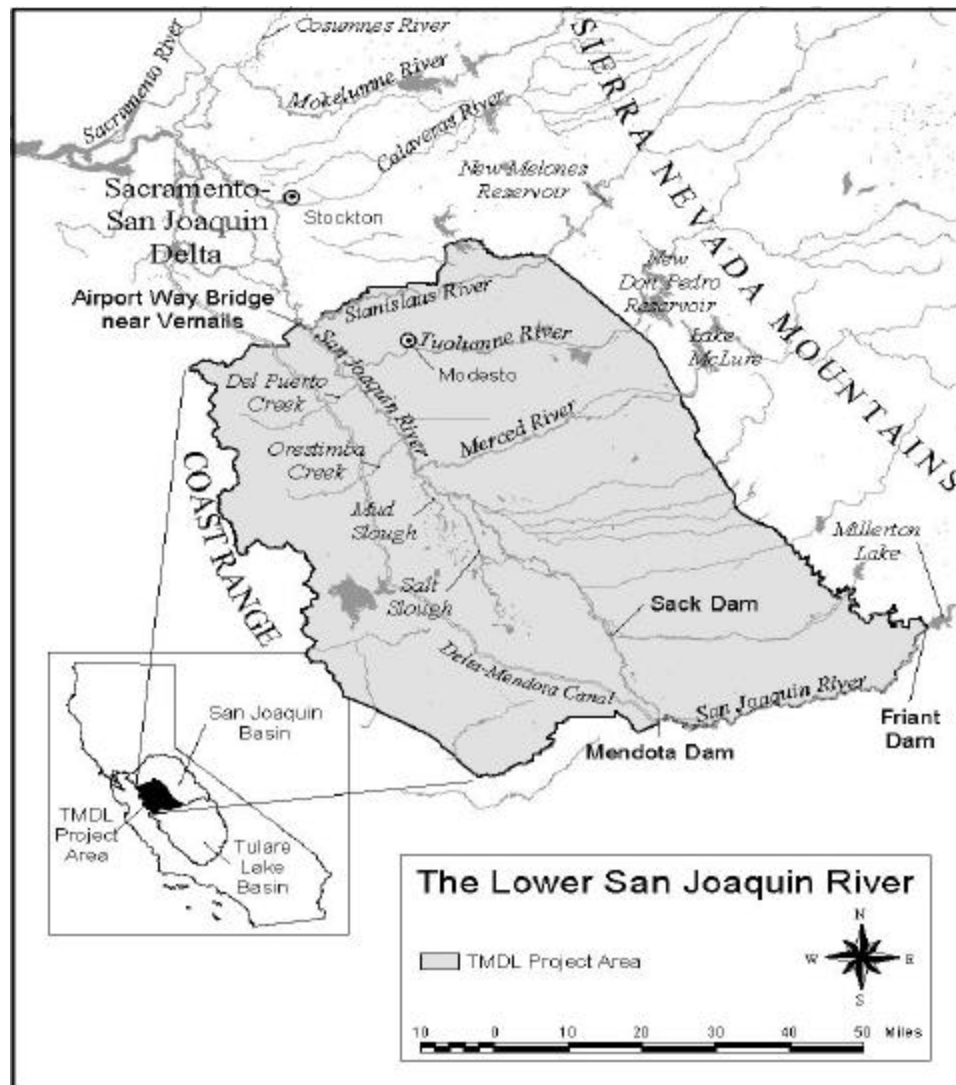 Cosumnes River
Sacramento River
Mokelumne River
Calaveras River
SIERRA NEVADA MOUNTAINS
New Melones
Reservoir
Sacramento-
San Joaquin
Delta
Stockton
New
Don Pedro
Reservoir
Airport Way Bridge
near Vernalis
Stanislaus River
Tuolumne River
Modesto
Lake
McLure
San Joaquin River
Del Puerto
Creek
Merced River
Orestimba
Creek
COAST RANGE
Mud
Slough
Millerton
Lake
Salt
Slough
Sack Dam
Delta-Mendota Canal
San Joaquin River
Friant
Dam
Mendota Dam
San Joaquin
Basin
TMDL
Project
Area
Tulare
Lake
Basin
The Lower San Joaquin River
TMDL Project Area
N
W E
S
10 0 10 20 30 40 50 Miles